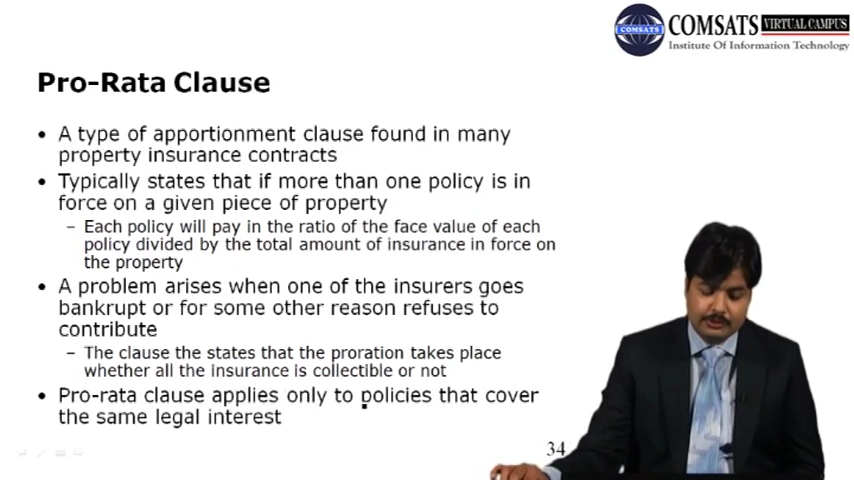 COMSATS
COMSATS VIRTUAL CAMPUS
Institute Of Information Technology
Pro-Rata Clause
• A type of apportionment clause found in many
property insurance contracts
• Typically states that if more than one policy is in
force on a given piece of property
– Each policy will pay in the ratio of the face value of each
policy divided by the total amount of insurance in force on
the property
• A problem arises when one of the insurers goes
bankrupt or for some other reason refuses to
contribute
– The clause the states that the proration takes place
whether all the insurance is collectible or not
• Pro-rata clause applies only to policies that cover
the same legal interest
34